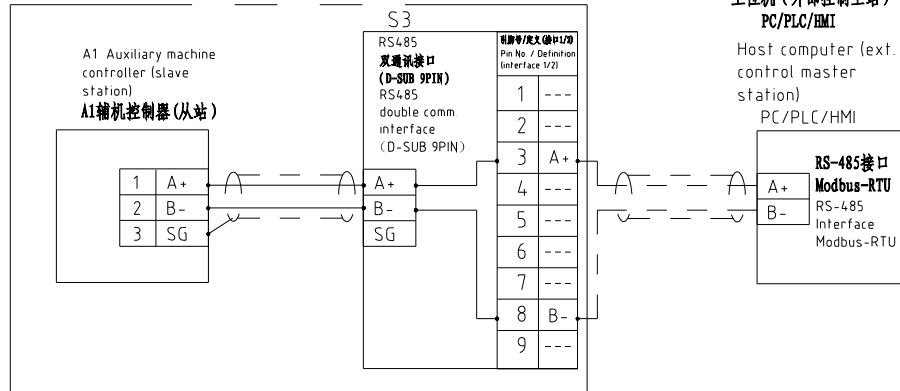 上位机（外部控制主站）
PC/PLC/HMI
Host computer (ext.
control master
station)
PC/PLC/HMI
S3
A1 Auxiliary machine
controller (slave
station)
A1辅机控制器(从站)
RS485
双通讯接口
(D-SUB 9PIN)
RS485
double comm.
interface
（D-SUB 9PIN）
引脚号/定义(接口1/2)
Pin No. / Definition
(interface 1/2)
1 ---
2 ---
3 A+
4 ---
5 ---
6 ---
7 ---
8 B-
9 ---
1 A+
2 B-
3 SG
A+
B-
SG
A+
B-
RS-485接口
Modbus-RTU
RS-485
Interface
Modbus-RTU